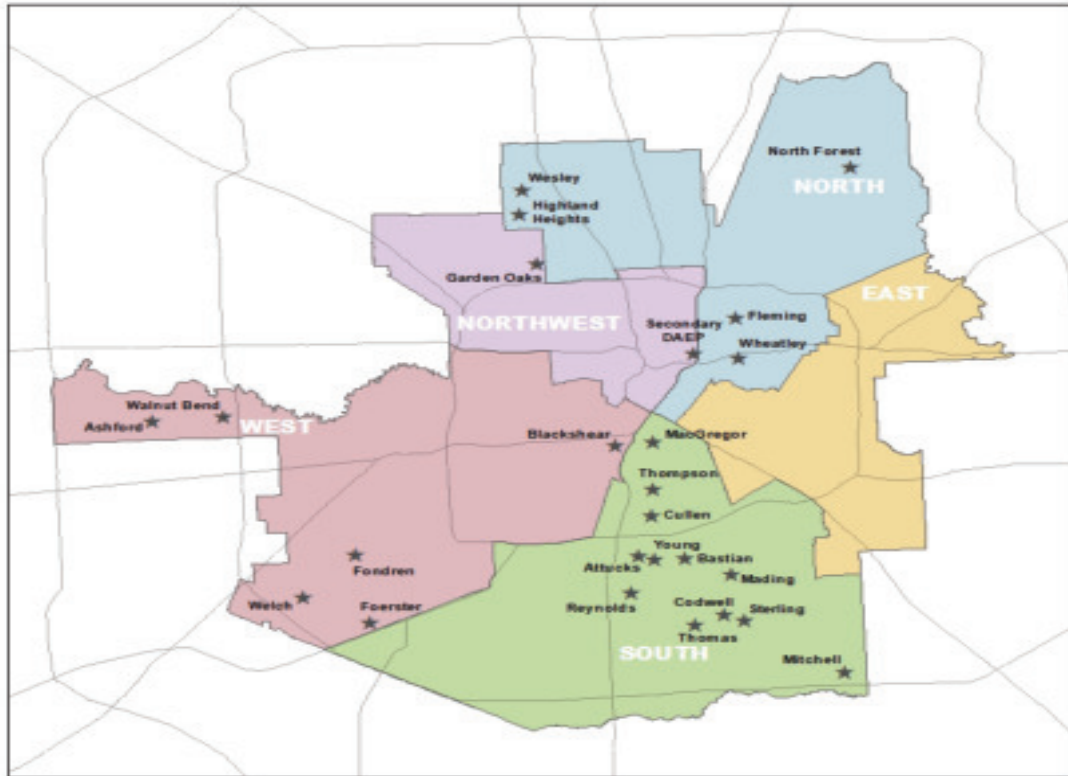 North Forest
NORTH
Wesley
Highland
Heights
Garden Oaks
EAST
NORTHWEST
Secondary
DAEP
Fleming
Wheatley
Walnut Bend
Ashford
WEST
Blackshear
MacGregor
Thompson
Cullen
Young
Attucks
Bastian
Fondren
Mading
Welch
Reynolds
Foerster
Codwell
Sterling
Thomas
SOUTH
Mitchell